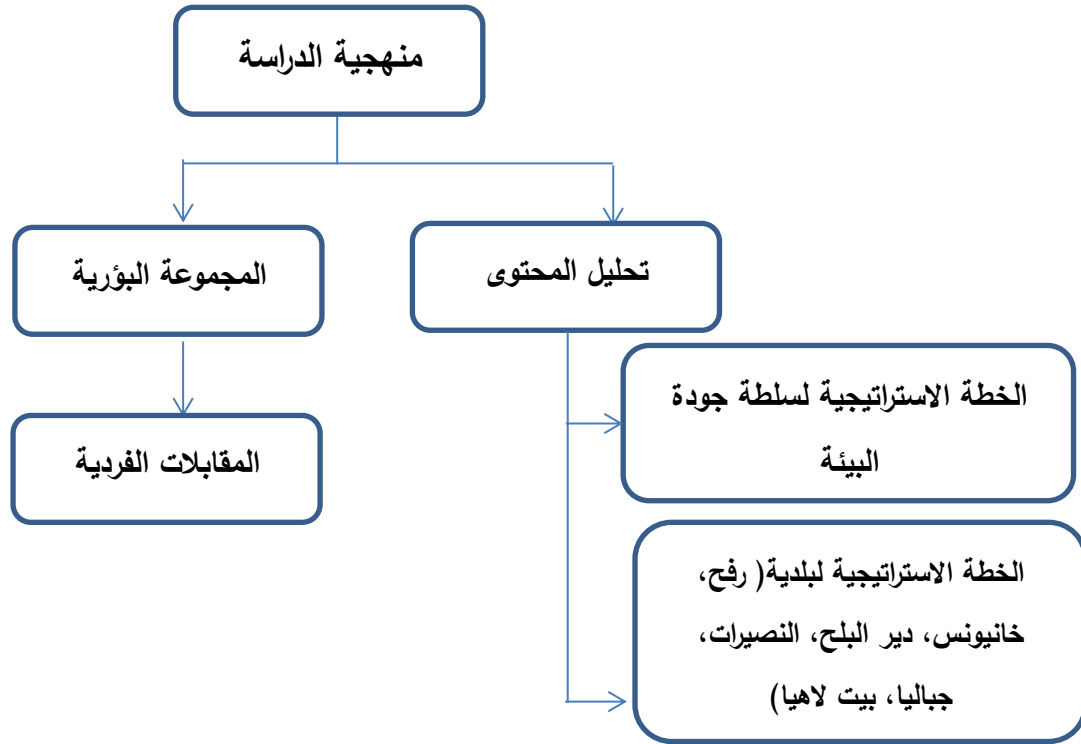 منهجية الدراسة
تحليل المحتوى
المجموعة البؤرية
الخطة الاستراتيجية لسلطة جودة
البيئة
المقابلات الفردية
الخطة الاستراتيجية لبلدية( رفح،
خانيونس، دير البلح، النصيرات،
جباليا، بيت لاهيا)